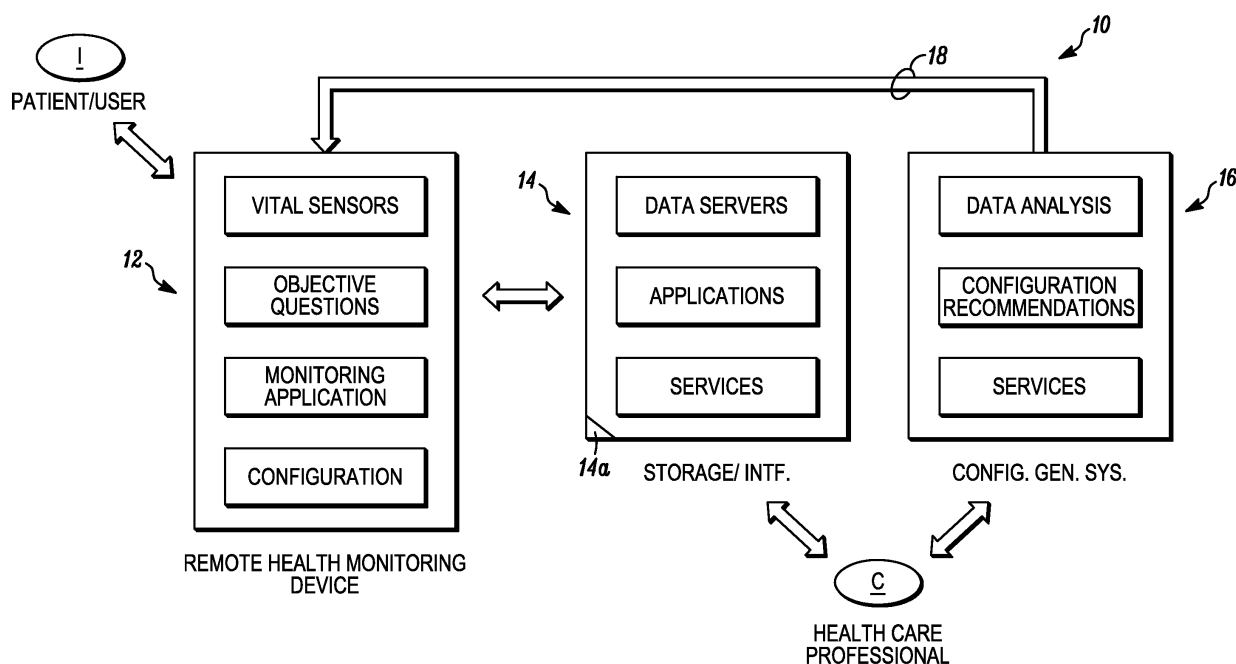 10
I
PATIENT/USER
18
12
VITAL SENSORS
OBJECTIVE
QUESTIONS
MONITORING
APPLICATION
CONFIGURATION
REMOTE HEALTH MONITORING
DEVICE
14
DATA SERVERS
APPLICATIONS
SERVICES
14a
STORAGE/ INTF.
16
DATA ANALYSIS
CONFIGURATION
RECOMMENDATIONS
SERVICES
CONFIG. GEN. SYS.
C
HEALTH CARE
PROFESSIONAL